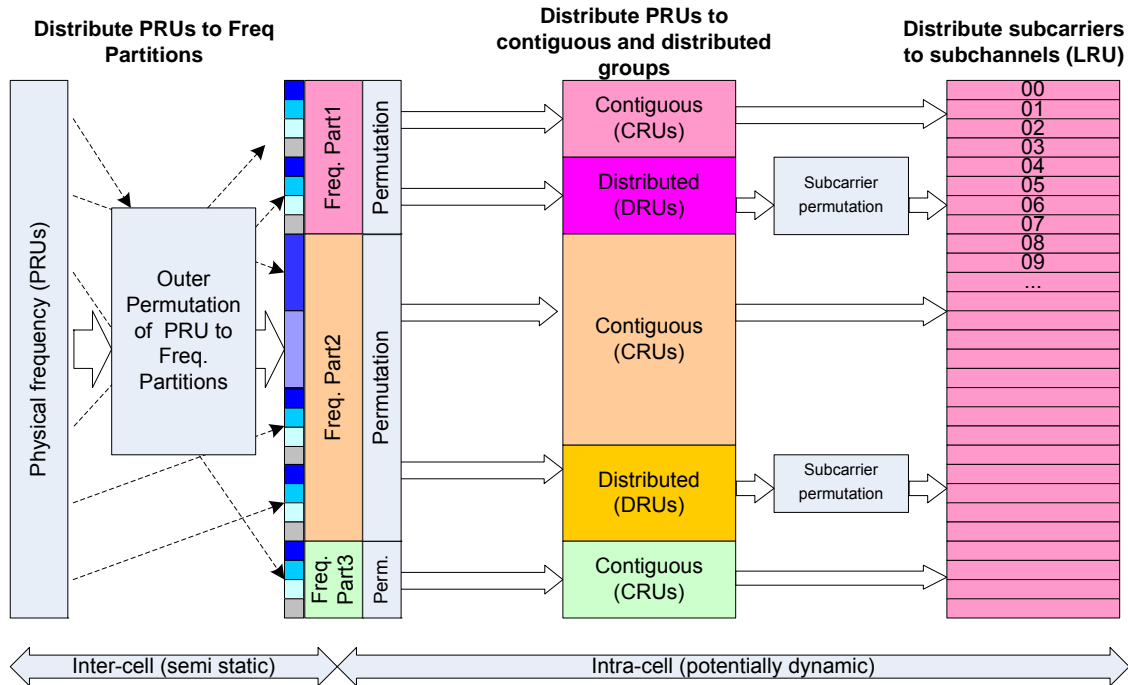 Distribute PRUs to Freq
Partitions
Distribute PRUs to
contiguous and distributed
groups
Distribute subcarriers
to subchannels (LRU)
Physical frequency (PRUs)
Outer
Permutation
of PRU to
Freq.
Partitions
Freq. Part1
Permutation
Freq. Part2
Permutation
Freq.
Part3
Perm.
Contiguous
(CRUs)
Distributed
(DRUs)
Contiguous
(CRUs)
Distributed
(DRUs)
Contiguous
(CRUs)
Subcarrier
permutation
Subcarrier
permutation
00
01
02
03
04
05
06
07
08
09
...
Inter-cell (semi static)
Intra-cell (potentially dynamic)